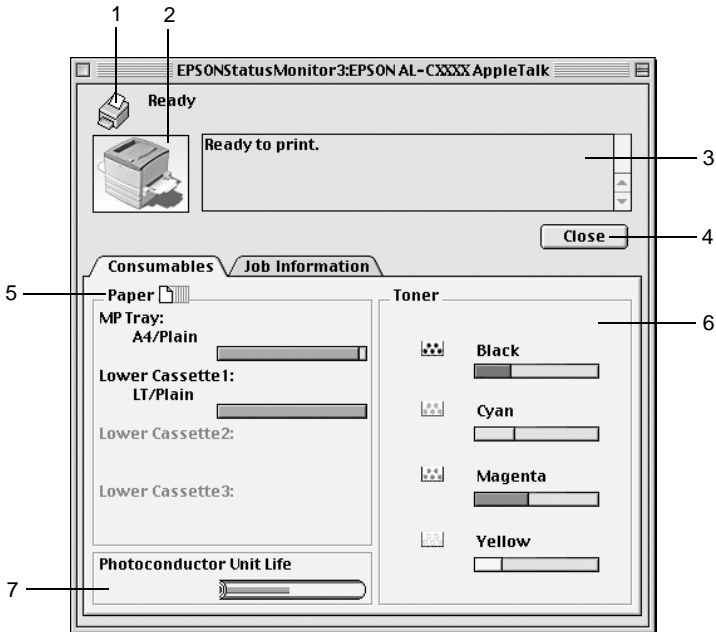 1
2
EPSONStatusMonitor3:EPSON AL-CXXXX AppleTalk
Ready
Ready to print.
3
Close
4
Consumables
Job Information
5
Paper
MP Tray:
A4/Plain
Lower Cassette1:
LT/Plain
Lower Cassette2:
Lower Cassette3:
Toner
6
Black
Cyan
Magenta
Yellow
Photoconductor Unit Life
7